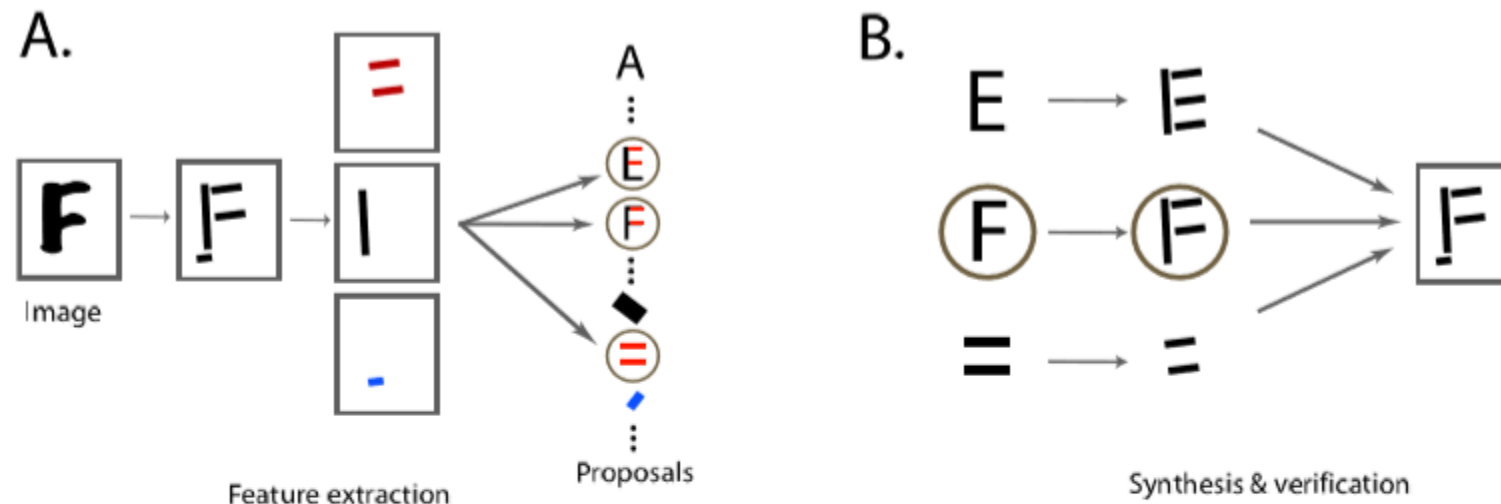 A.
B.
A
E
F
=
E
E
F
F
F
F
F
=
=
Image
Proposals
Feature extraction
Synthesis & verification